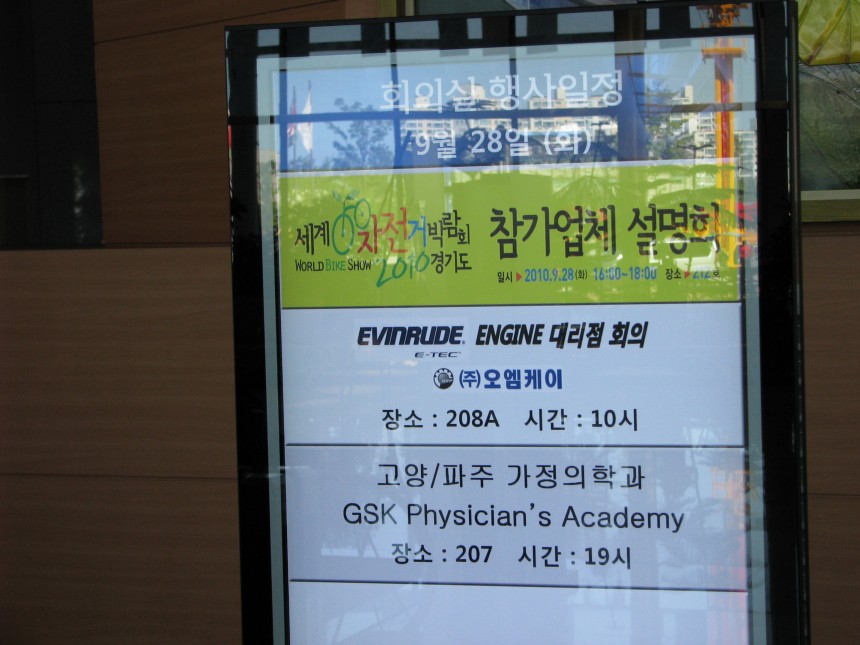 회의실 행사일정
9월 28일 (화)
세계 자전거박람회
WORLD BIKE SHOW 2010 경기도
참가업체 설명회
일시 ▶ 2010.9.28(화) 16:00~18:00 장소 ▶ 212호
EVINRUDE. ENGINE 대리점 회의
E-TEC
(주)오엠케이
장소 : 208A 시간 : 10시
고양/파주 가정의학과
GSK Physician's Academy
장소 : 207 시간 : 19시